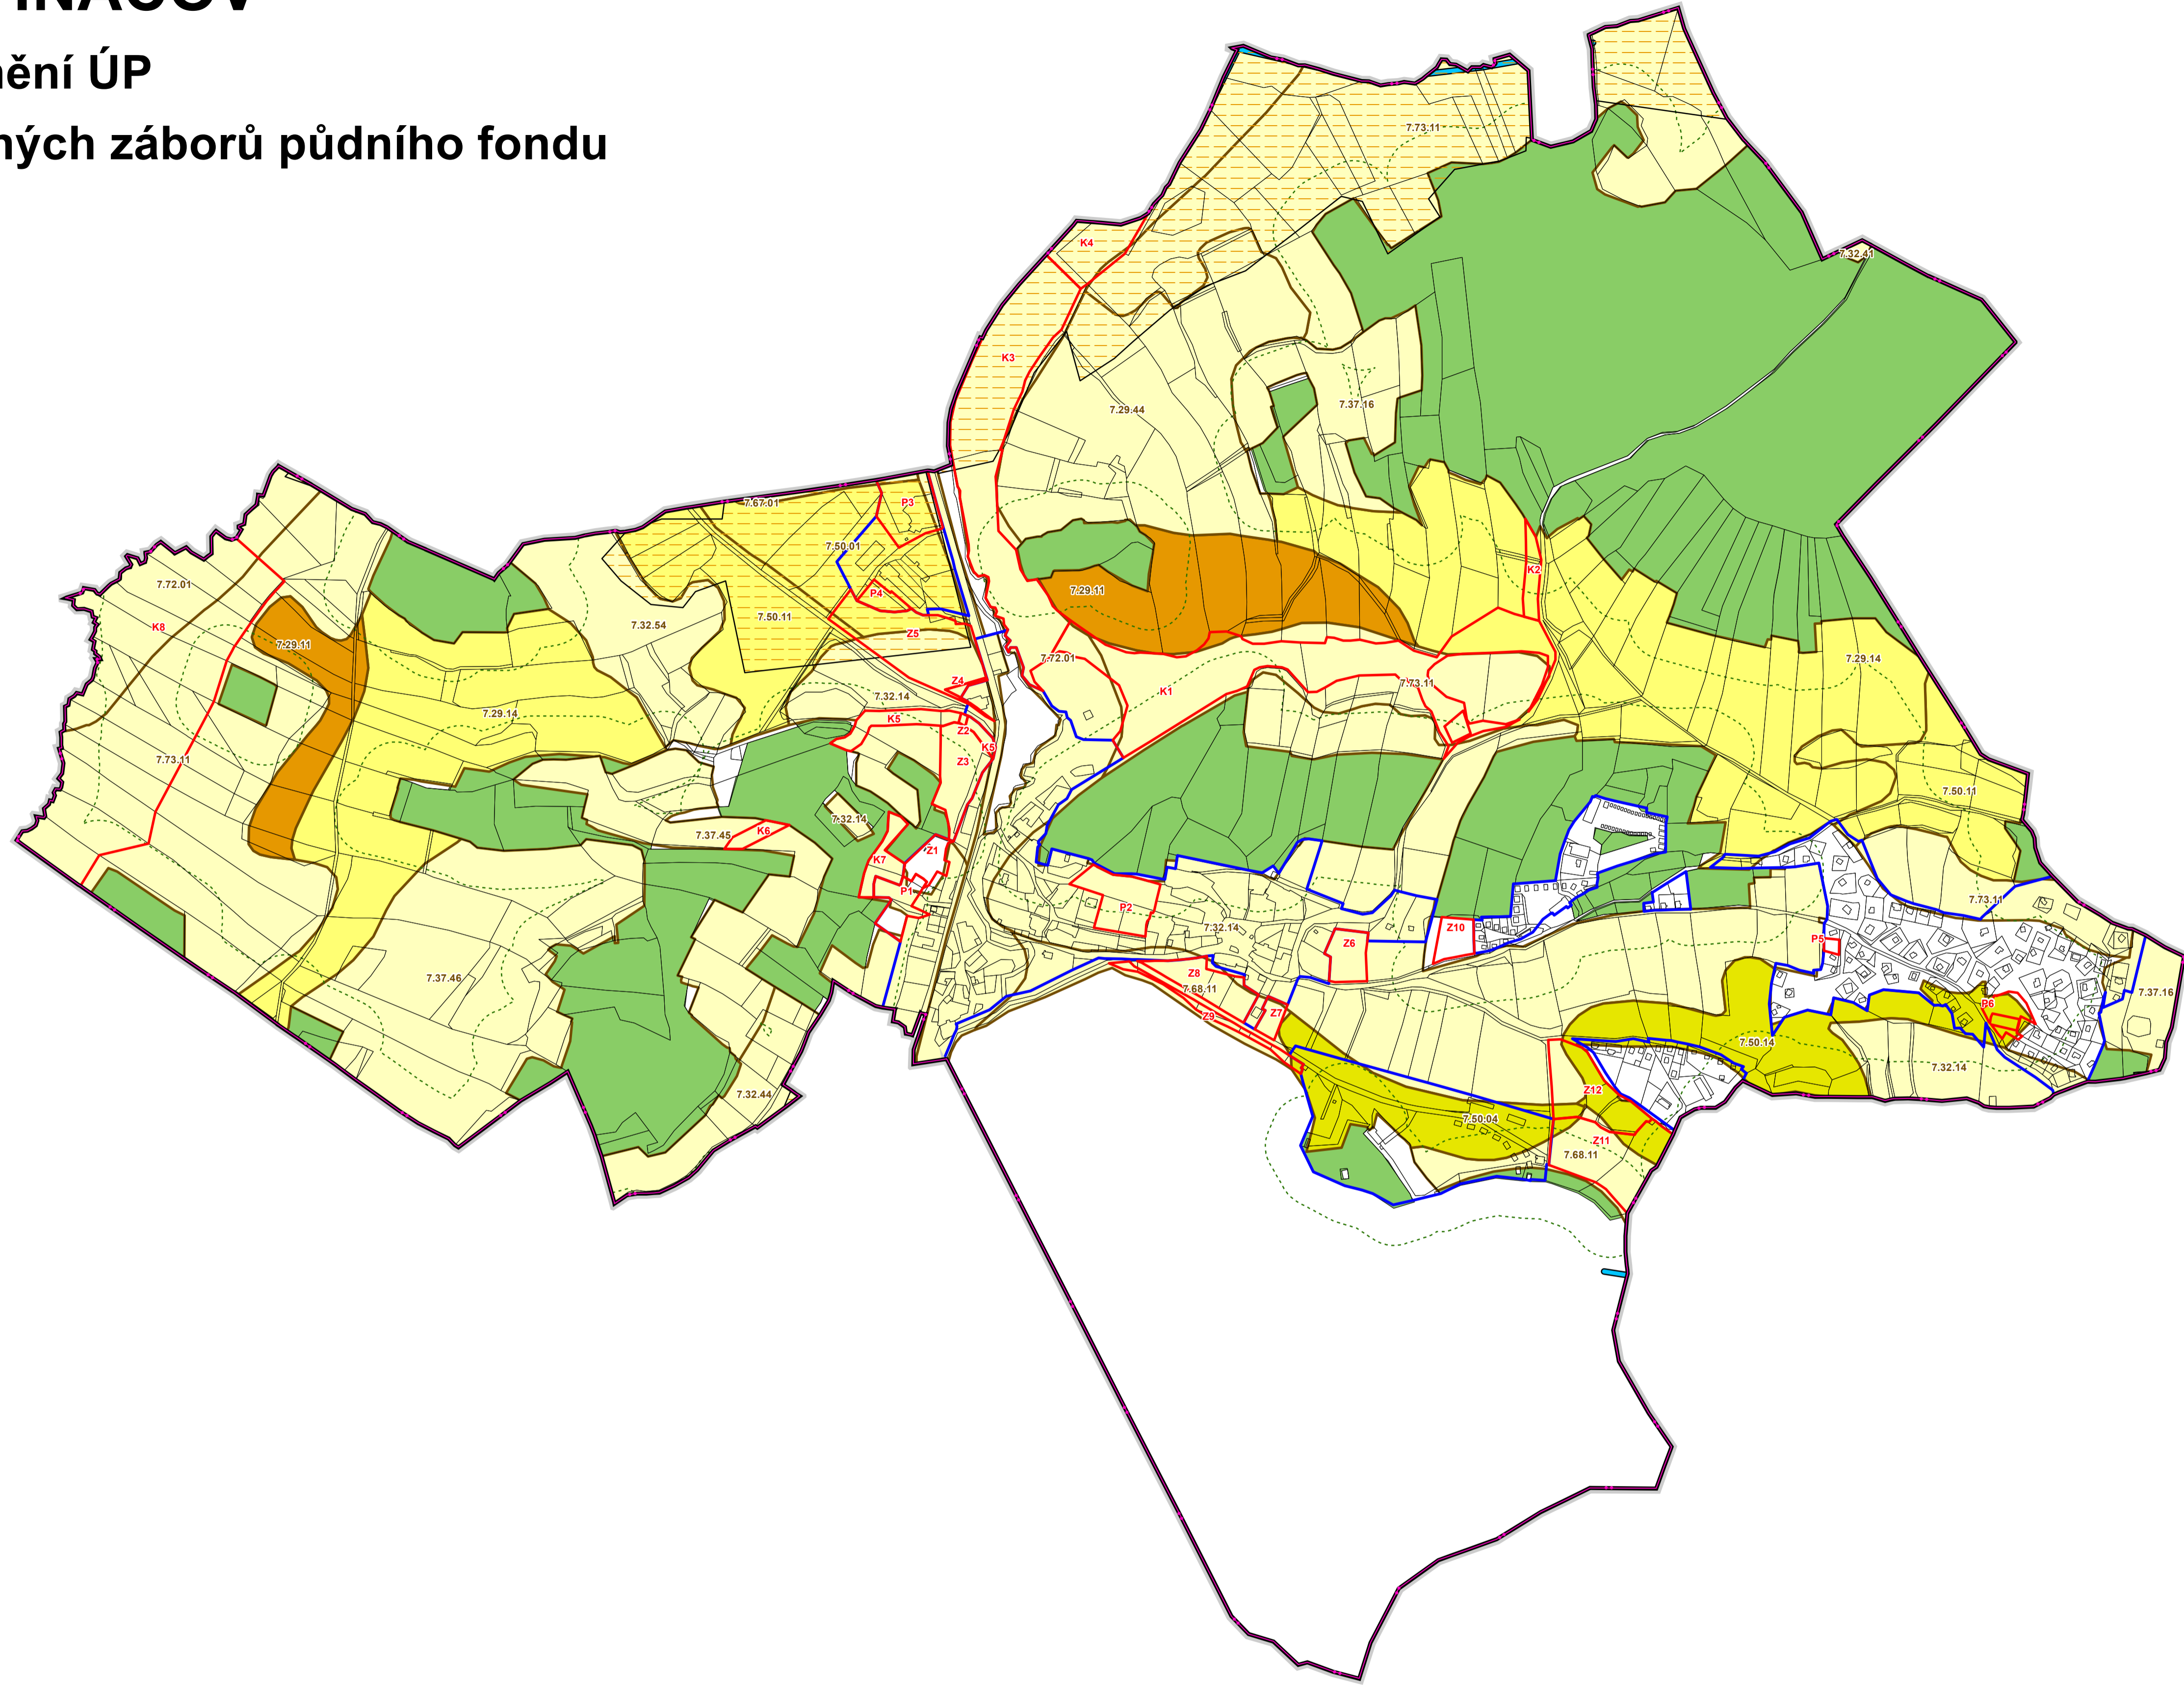 nění ÚP
ných záborů půdního fondu
7.73.11
K4
7.32.41
K3
7.29.44
7.37.16
7.67.01
P3
7.50.01
K2
7.72.01
7.29.11
P4
7.50.11
K8
7.32.54
Z5
7.29.11
7.72.01
7.29.14
Z4
7.73.11
K1
7.32.14
7.29.14
K5
Z2
K5
7.73.11
Z3
7.50.11
7.32.14
7.37.45
K6
Z1
K7
P1
7.73.11
P2
7.32.14
Z10
Z6
P5
7.37.46
Z8
7.68.11
7.37.16
P6
Z9
Z7
7.50.14
7.32.14
Z12
7.32.44
7.50.04
Z11
7.68.11